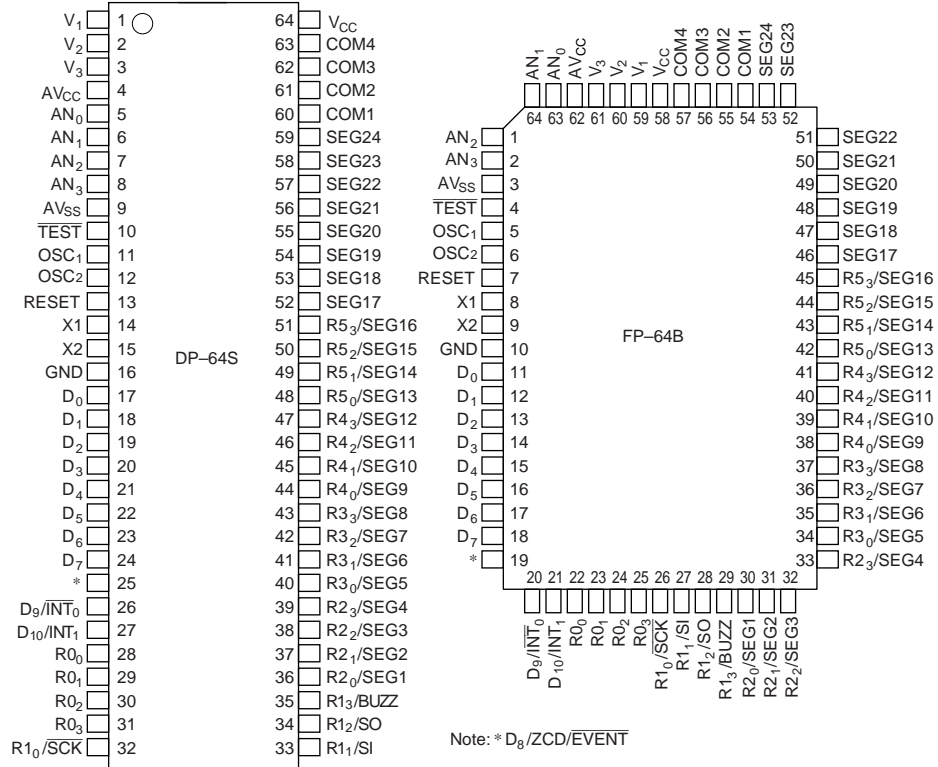 V₁ 1 64 V_CC
V₂ 2 63 COM4
V₃ 3 62 COM3
AV_CC 4 61 COM2
AN₀ 5 60 COM1
AN₁ 6 59 SEG24
AN₂ 7 58 SEG23
AN₃ 8 57 SEG22
AV_SS 9 56 SEG21
T̅E̅S̅T̅ 10 55 SEG20
OSC₁ 11 54 SEG19
OSC₂ 12 53 SEG18
RESET 13 52 SEG17
X1 14 51 R5₃/SEG16
X2 15 50 R5₂/SEG15
GND 16 49 R5₁/SEG14
D₀ 17 48 R5₀/SEG13
D₁ 18 47 R4₃/SEG12
D₂ 19 46 R4₂/SEG11
D₃ 20 45 R4₁/SEG10
D₄ 21 44 R4₀/SEG9
D₅ 22 43 R3₃/SEG8
D₆ 23 42 R3₂/SEG7
D₇ 24 41 R3₁/SEG6
* 25 40 R3₀/SEG5
D₉/I̅N̅T̅₀ 26 39 R2₃/SEG4
D₁₀/INT₁ 27 38 R2₂/SEG3
R0₀ 28 37 R2₁/SEG2
R0₁ 29 36 R2₀/SEG1
R0₂ 30 35 R1₃/BUZZ
R0₃ 31 34 R1₂/SO
R1₀/S̅C̅K̅ 32 33 R1₁/SI
DP–64S
AN₁ AN₀ AV_CC V₃ V₂ V₁ V_CC COM4 COM3 COM2 COM1 SEG24 SEG23
64 63 62 61 60 59 58 57 56 55 54 53 52
AN₂ 1 51 SEG22
AN₃ 2 50 SEG21
AV_SS 3 49 SEG20
T̅E̅S̅T̅ 4 48 SEG19
OSC₁ 5 47 SEG18
OSC₂ 6 46 SEG17
RESET 7 45 R5₃/SEG16
X1 8 44 R5₂/SEG15
X2 9 43 R5₁/SEG14
GND 10 42 R5₀/SEG13
D₀ 11 41 R4₃/SEG12
D₁ 12 40 R4₂/SEG11
D₂ 13 39 R4₁/SEG10
D₃ 14 38 R4₀/SEG9
D₄ 15 37 R3₃/SEG8
D₅ 16 36 R3₂/SEG7
D₆ 17 35 R3₁/SEG6
D₇ 18 34 R3₀/SEG5
* 19 33 R2₃/SEG4
FP–64B
20 21 22 23 24 25 26 27 28 29 30 31 32
D₉/I̅N̅T̅₀ D₁₀/INT₁ R0₀ R0₁ R0₂ R0₃ R1₀/S̅C̅K̅ R1₁/SI R1₂/SO R1₃/BUZZ R2₀/SEG1 R2₁/SEG2 R2₂/SEG3
Note: * D₈/ZCD/E̅V̅E̅N̅T̅